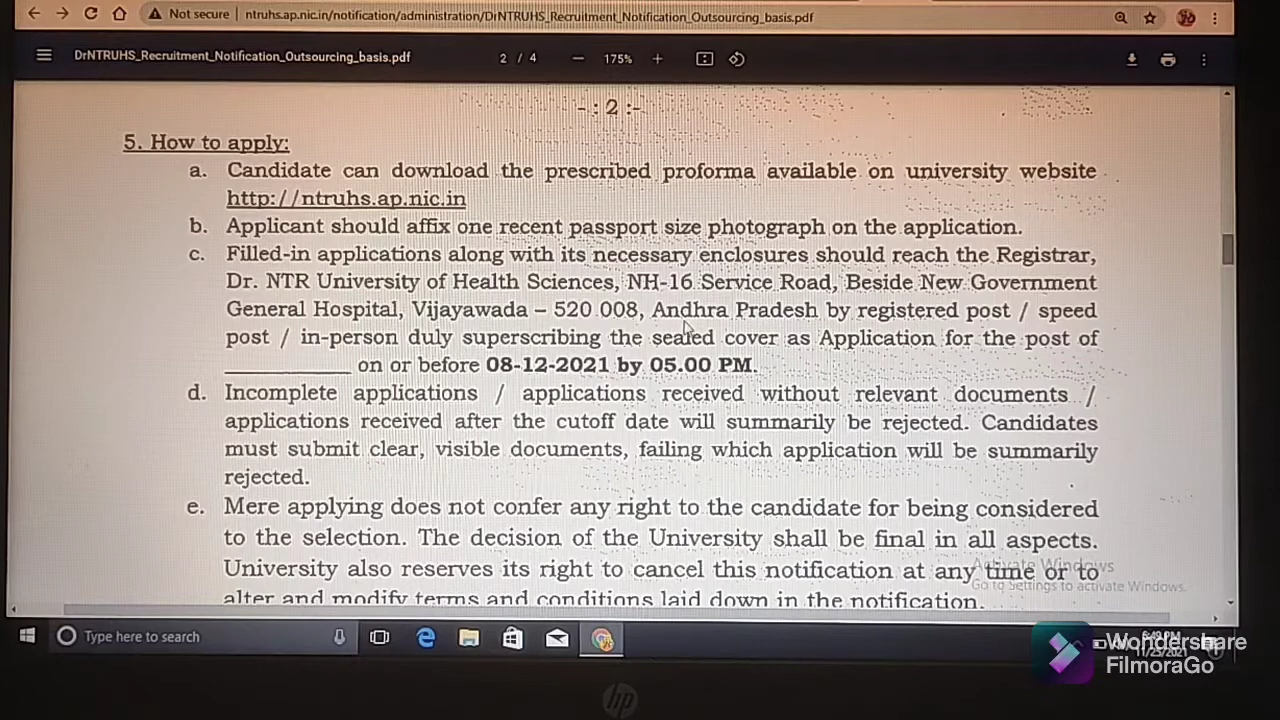 Not secure | ntruhs.ap.nic.in/notification/administration/DrNTRUHS_Recruitment_Notification_Outsourcing_basis.pdf
DrNTRUHS_Recruitment_Notification_Outsourcing_basis.pdf 2 / 4 175%
- : 2 :-
5. How to apply:
a. Candidate can download the prescribed proforma available on university website
http://ntruhs.ap.nic.in
b. Applicant should affix one recent passport size photograph on the application.
c. Filled-in applications along with its necessary enclosures should reach the Registrar,
Dr. NTR University of Health Sciences, NH-16 Service Road, Beside New Government
General Hospital, Vijayawada – 520 008, Andhra Pradesh by registered post / speed
post / in-person duly superscribing the sealed cover as Application for the post of
____________ on or before 08-12-2021 by 05.00 PM.
d. Incomplete applications / applications received without relevant documents /
applications received after the cutoff date will summarily be rejected. Candidates
must submit clear, visible documents, failing which application will be summarily
rejected.
e. Mere applying does not confer any right to the candidate for being considered
to the selection. The decision of the University shall be final in all aspects.
University also reserves its right to cancel this notification at any time or to
alter and modify terms and conditions laid down in the notification.
Activate Windows
Go to Settings to activate Windows.
Type here to search
Wondershare
FilmoraGo
hp